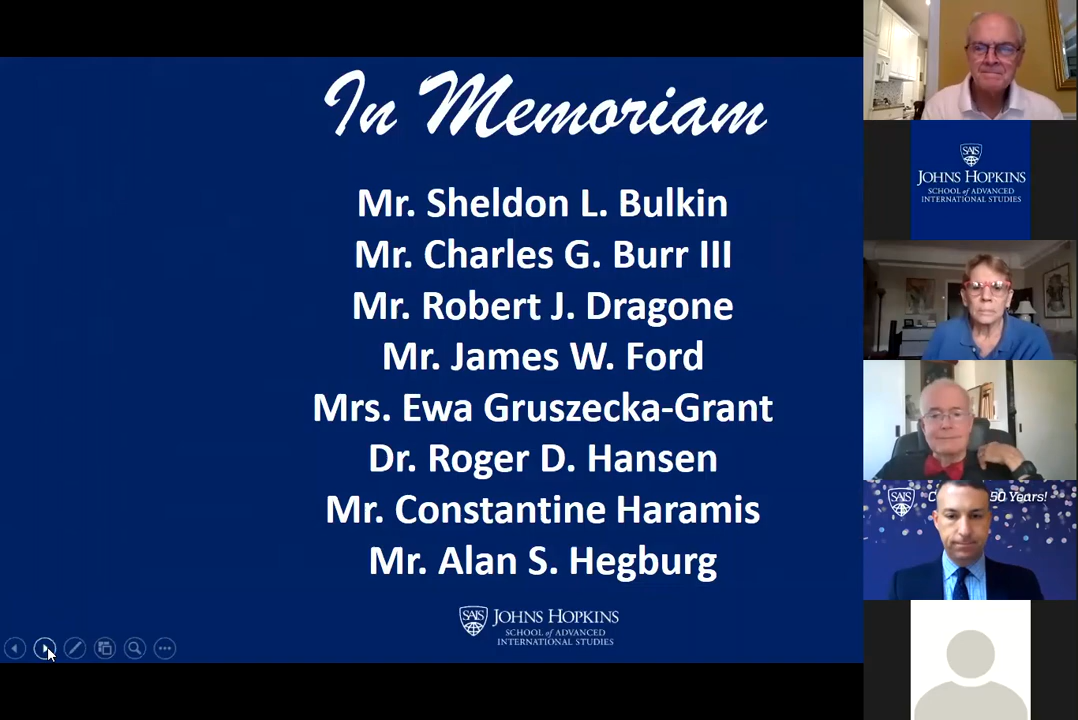 In Memoriam
Mr. Sheldon L. Bulkin
Mr. Charles G. Burr III
Mr. Robert J. Dragone
Mr. James W. Ford
Mrs. Ewa Gruszecka-Grant
Dr. Roger D. Hansen
Mr. Constantine Haramis
Mr. Alan S. Hegburg
SAIS
JOHNS HOPKINS
SCHOOL of ADVANCED
INTERNATIONAL STUDIES
SAIS
JOHNS HOPKINS
SCHOOL of ADVANCED
INTERNATIONAL STUDIES
SAIS
50 Years!